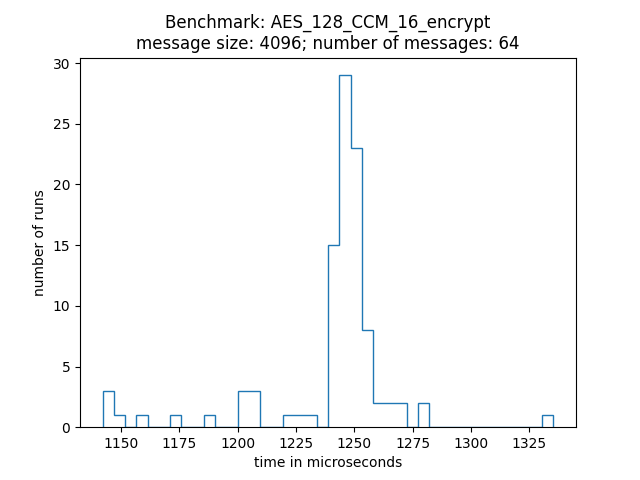 Benchmark: AES_128_CCM_16_encrypt
message size: 4096; number of messages: 64
number of runs
30
25
20
15
10
5
0
1150 1175 1200 1225 1250 1275 1300 1325
time in microseconds